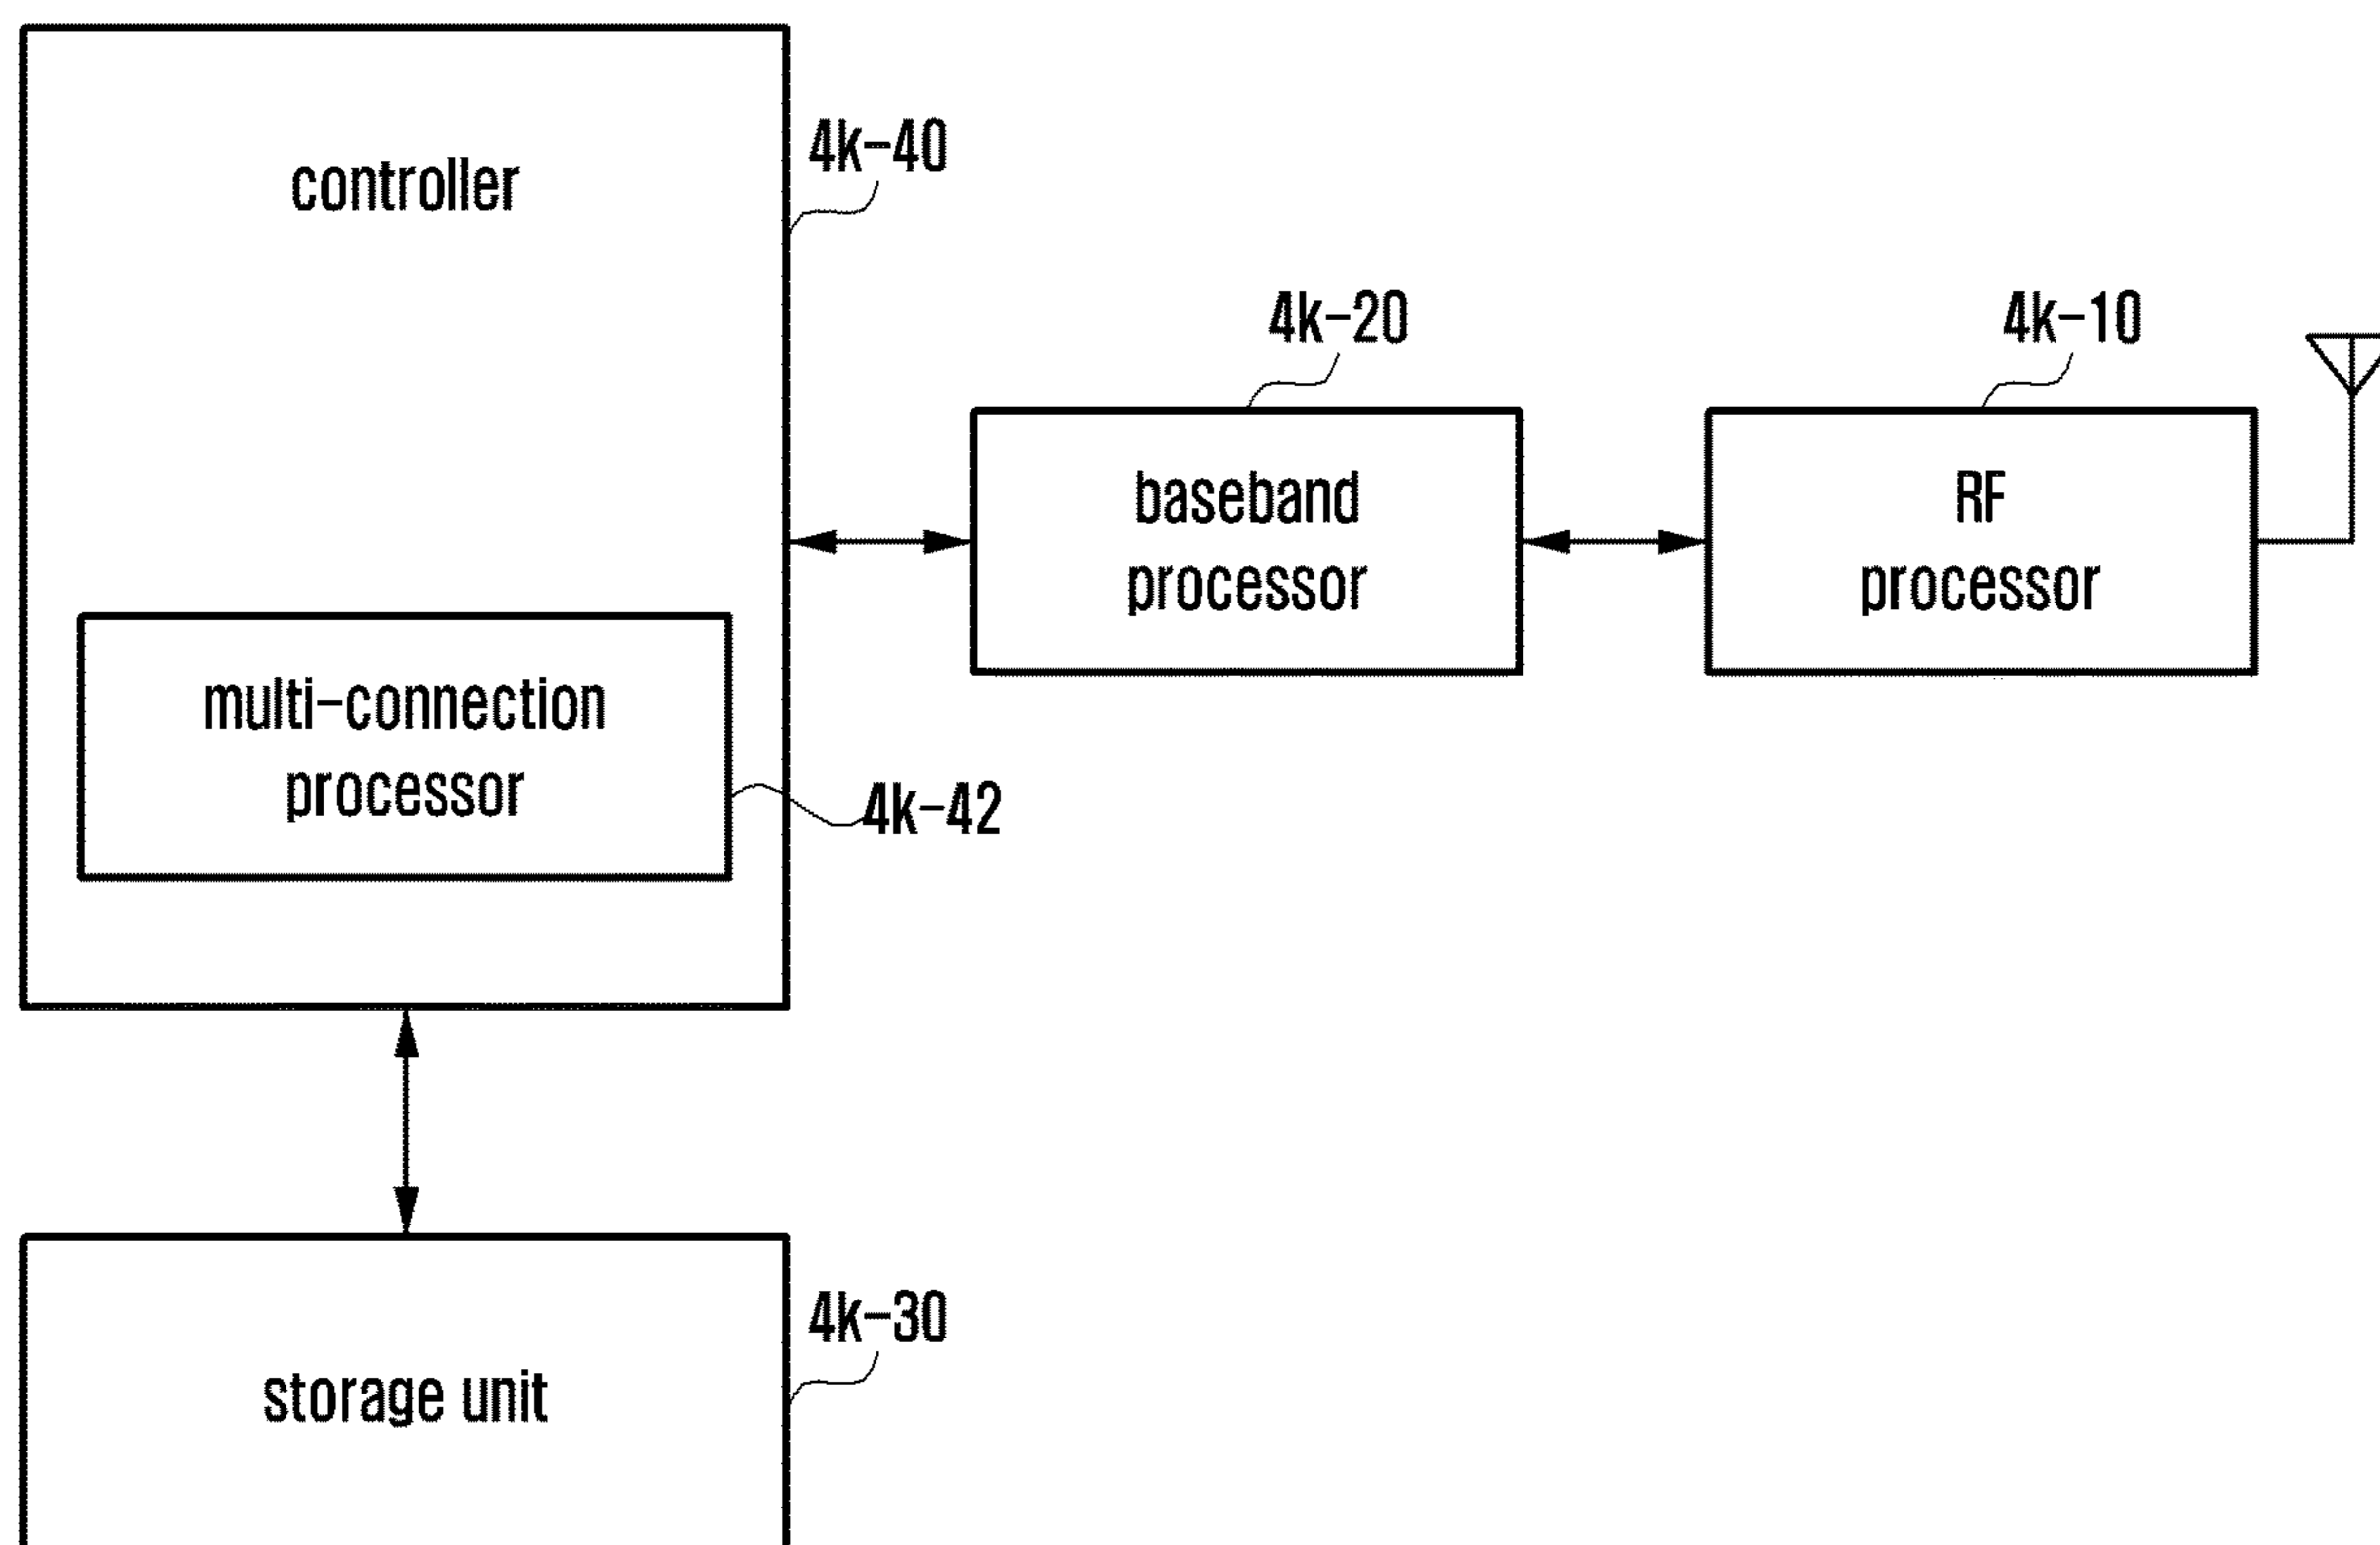 controller
4k-40
4k-20
4k-10
baseband
processor
RF
processor
multi-connection
processor
4k-42
4k-30
storage unit